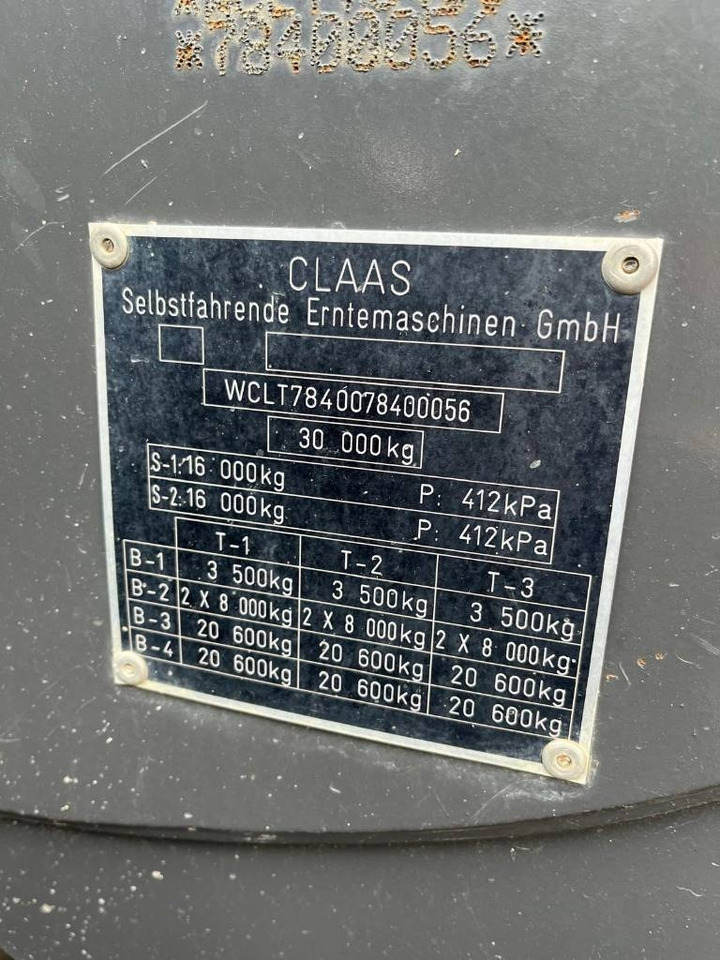 *78400056*
CLAAS
Selbstfahrende Erntemaschinen GmbH
WCLT7840078400056
30 000kg
S-1:16 000kg P: 412kPa
S-2:16 000kg P: 412kPa
T-1 T-2 T-3
B-1 3 500kg 3 500kg 3 500kg
B-2 2 X 8 000kg 2 X 8 000kg 2 X 8 000kg
B-3 20 600kg 20 600kg 20 600kg
B-4 20 600kg 20 600kg 20 600kg